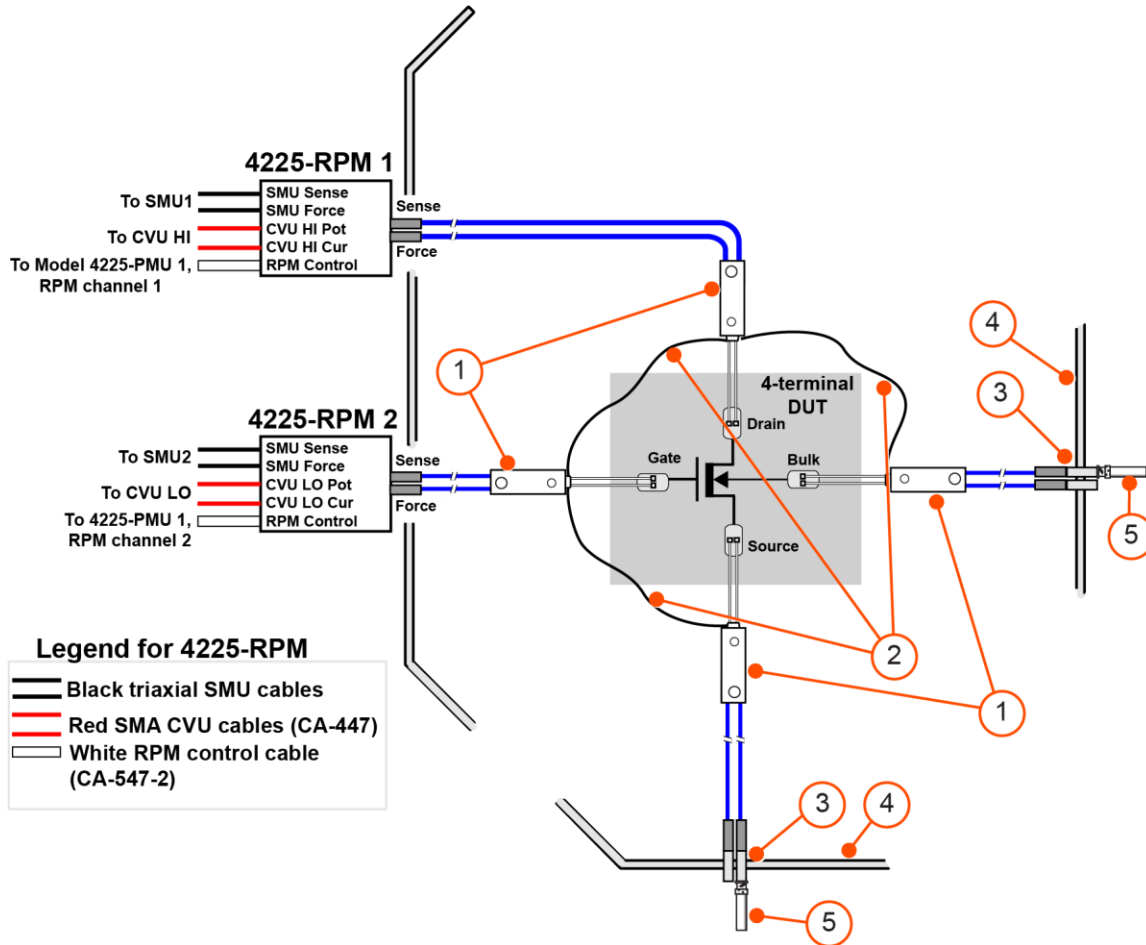 4225-RPM 1
To SMU1
To CVU HI
To Model 4225-PMU 1,
RPM channel 1
SMU Sense
SMU Force
CVU HI Pot
CVU HI Cur
RPM Control
Sense
Force
4225-RPM 2
To SMU2
To CVU LO
To 4225-PMU 1,
RPM channel 2
SMU Sense
SMU Force
CVU LO Pot
CVU LO Cur
RPM Control
Sense
Force
1
4-terminal
DUT
Drain
Gate
Bulk
Source
2
1
4
3
5
3
4
5
Legend for 4225-RPM
Black triaxial SMU cables
Red SMA CVU cables (CA-447)
White RPM control cable
(CA-547-2)